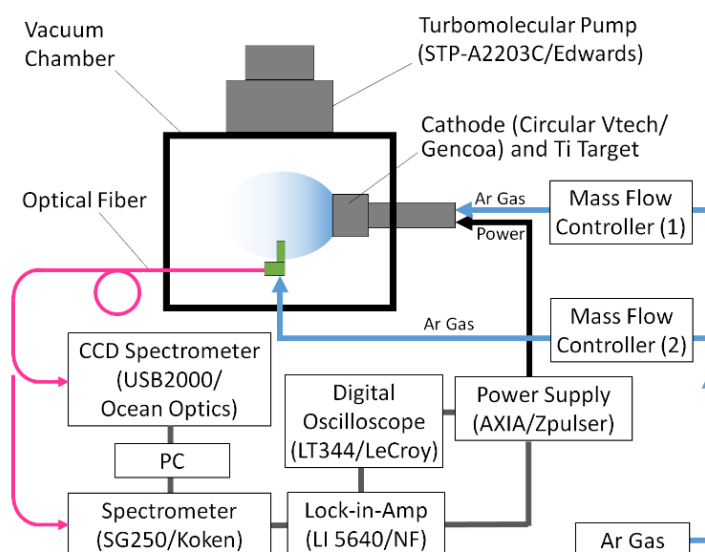 Vacuum
Chamber
Turbomolecular Pump
(STP-A2203C/Edwards)
Cathode (Circular Vtech/
Gencoa) and Ti Target
Optical Fiber
Ar Gas
Power
Mass Flow
Controller (1)
Ar Gas
Mass Flow
Controller (2)
CCD Spectrometer
(USB2000/
Ocean Optics)
Digital
Oscilloscope
(LT344/LeCroy)
Power Supply
(AXIA/Zpulser)
PC
Spectrometer
(SG250/Koken)
Lock-in-Amp
(LI 5640/NF)
Ar Gas